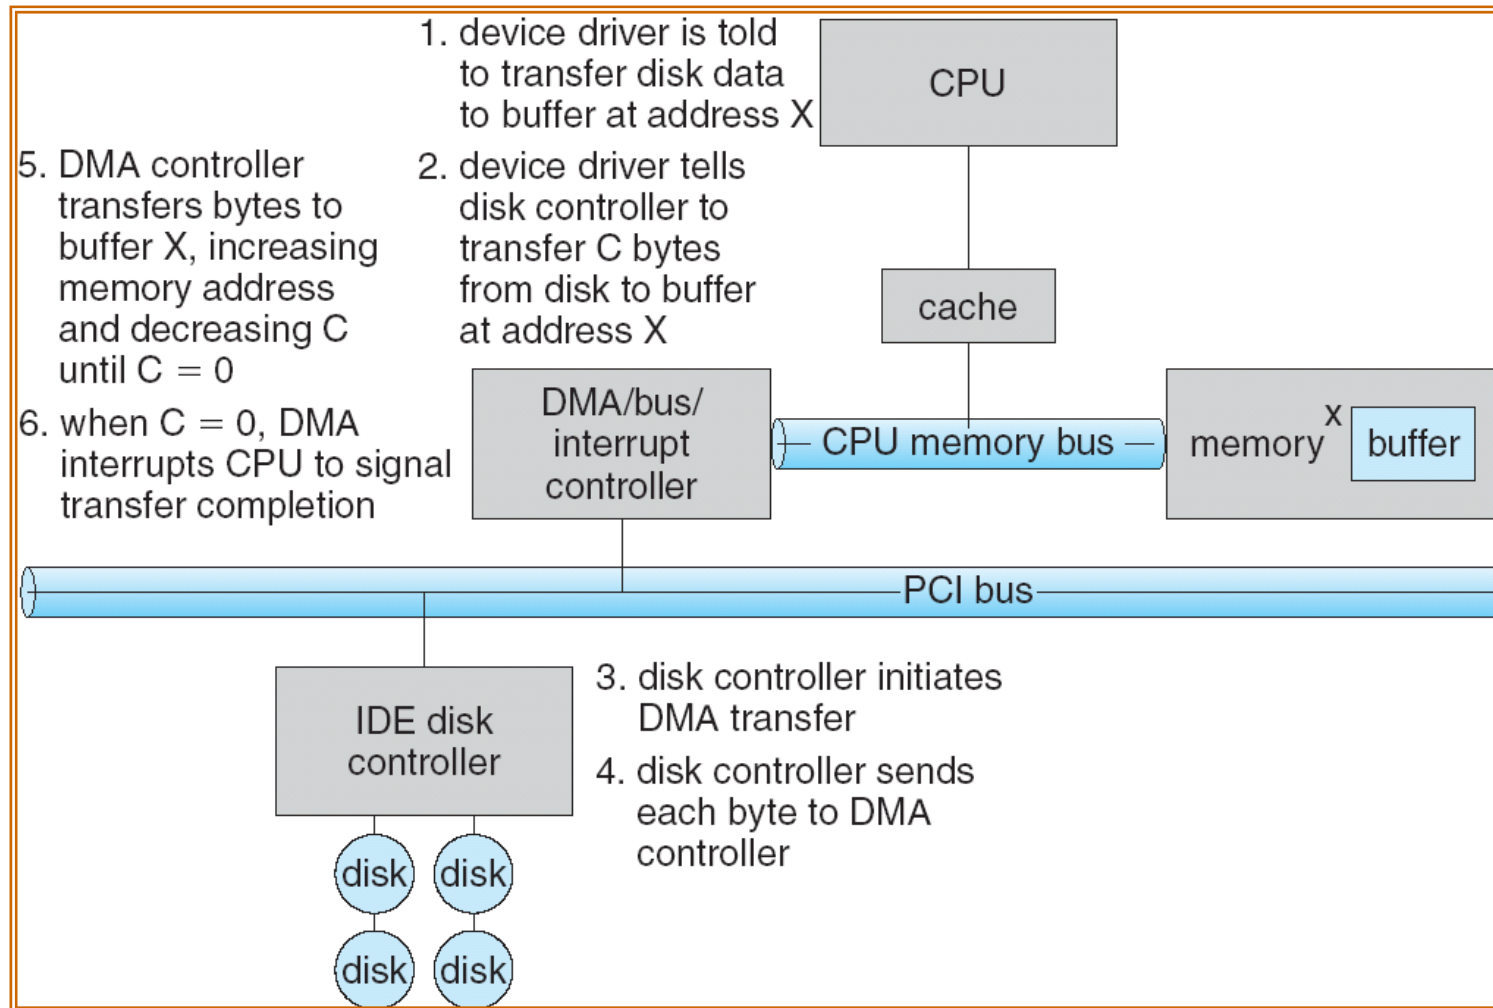 1. device driver is told
to transfer disk data
to buffer at address X
CPU
5. DMA controller
transfers bytes to
buffer X, increasing
memory address
and decreasing C
until C = 0
2. device driver tells
disk controller to
transfer C bytes
from disk to buffer
at address X
cache
6. when C = 0, DMA
interrupts CPU to signal
transfer completion
DMA/bus/
interrupt
controller
CPU memory bus
memory
X
buffer
PCI bus
IDE disk
controller
3. disk controller initiates
DMA transfer
4. disk controller sends
each byte to DMA
controller
disk
disk
disk
disk